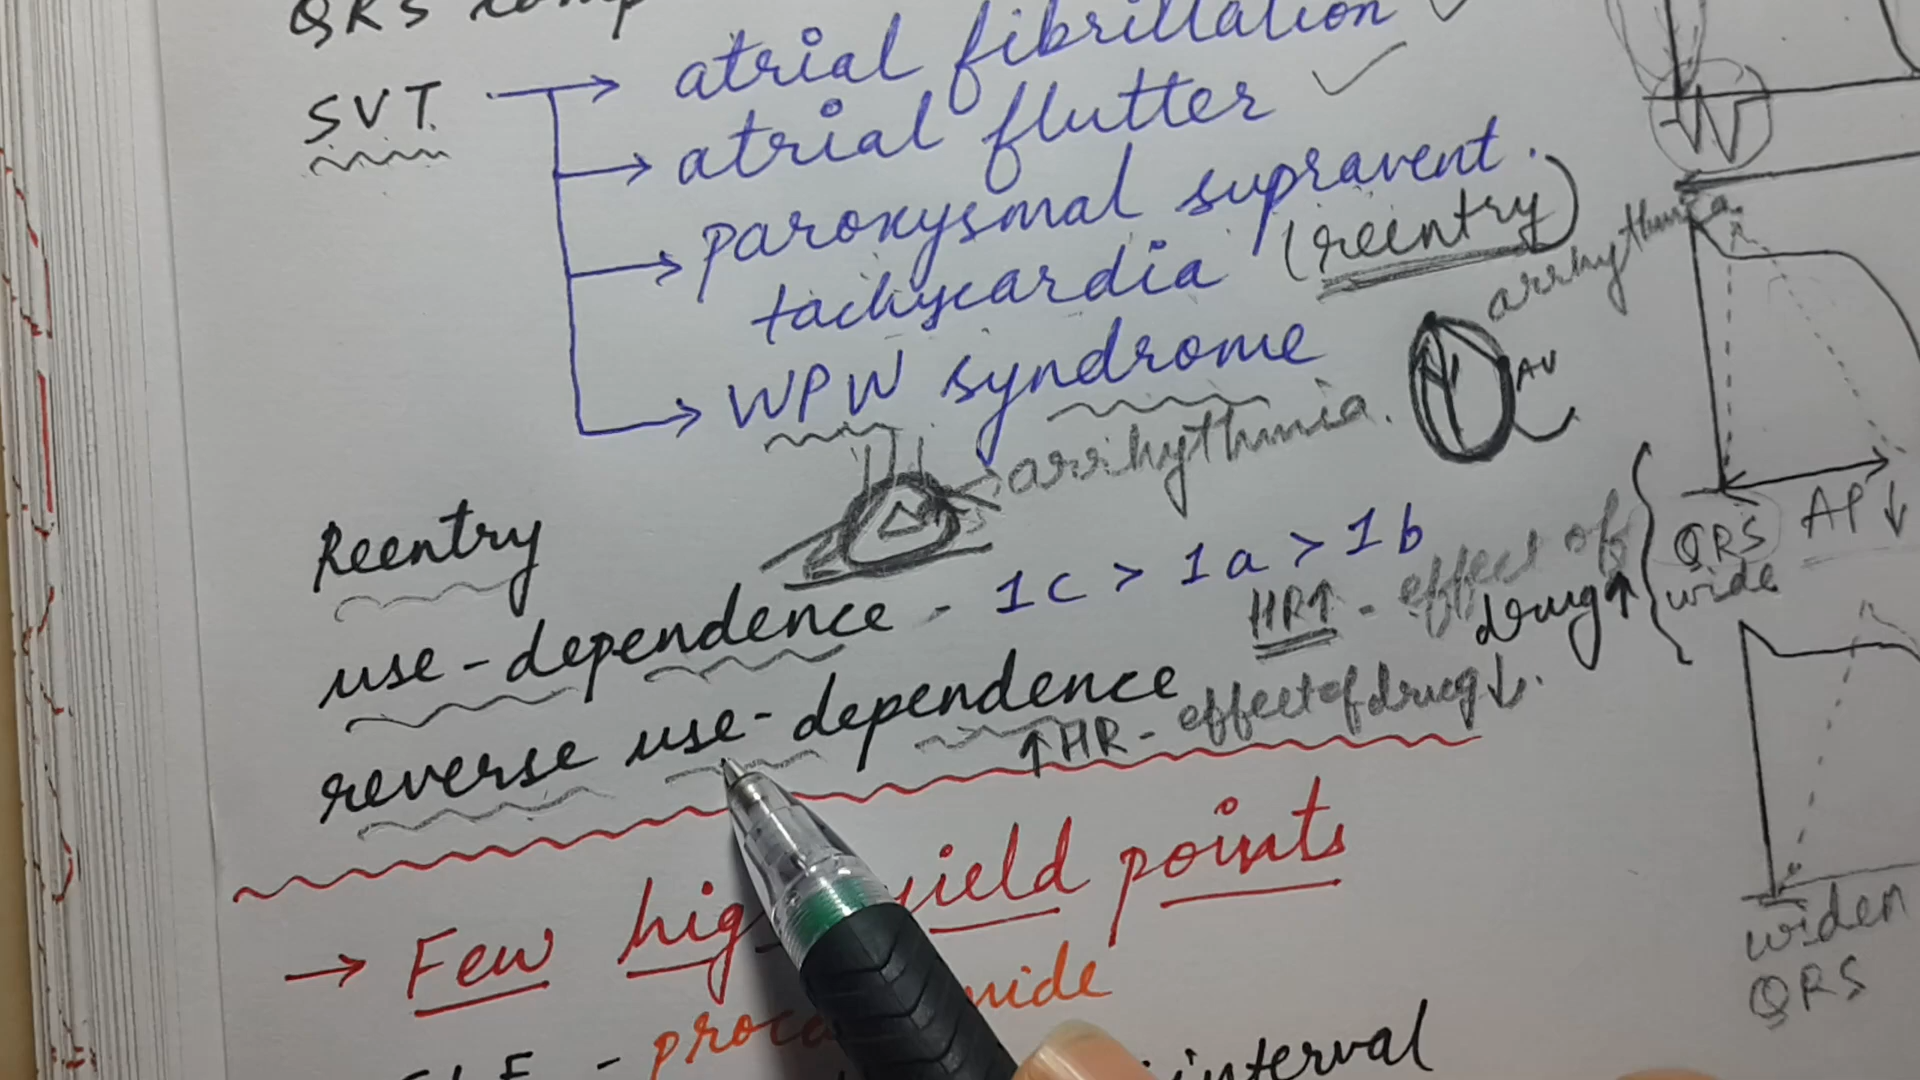 QRS comp
SVT → atrial fibrillation ✓
→ atrial flutter ✓
→ paroxysmal supravent.
tachycardia (reentry)
→ WPW syndrome
arrhythmia.
arrhythmia
AV
Reentry
use-dependence - 1c > 1a > 1b
HR↑ - effect of
drug↑
reverse use-dependence
↑HR - effect of drug↓.
→ Few high yield points
interval
QRS
wide
AP↓
widen
QRS